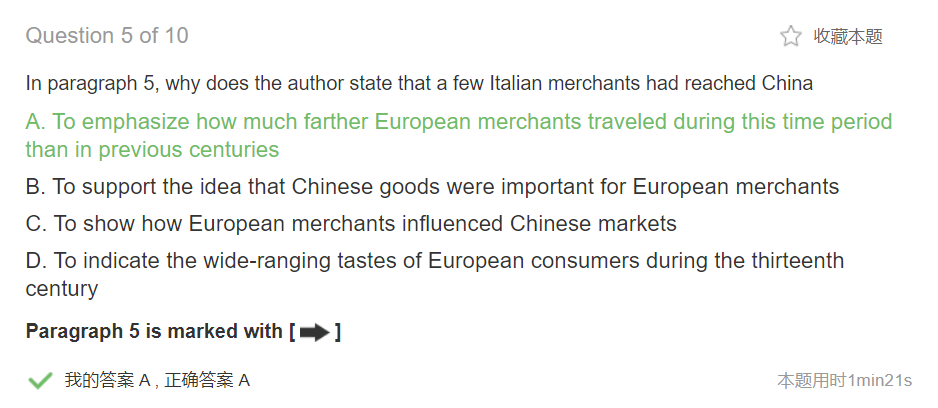 Question 5 of 10
收藏本题
In paragraph 5, why does the author state that a few Italian merchants had reached China
A. To emphasize how much farther European merchants traveled during this time period
than in previous centuries
B. To support the idea that Chinese goods were important for European merchants
C. To show how European merchants influenced Chinese markets
D. To indicate the wide-ranging tastes of European consumers during the thirteenth
century
Paragraph 5 is marked with [ ➡ ]
我的答案 A , 正确答案 A
本题用时1min21s